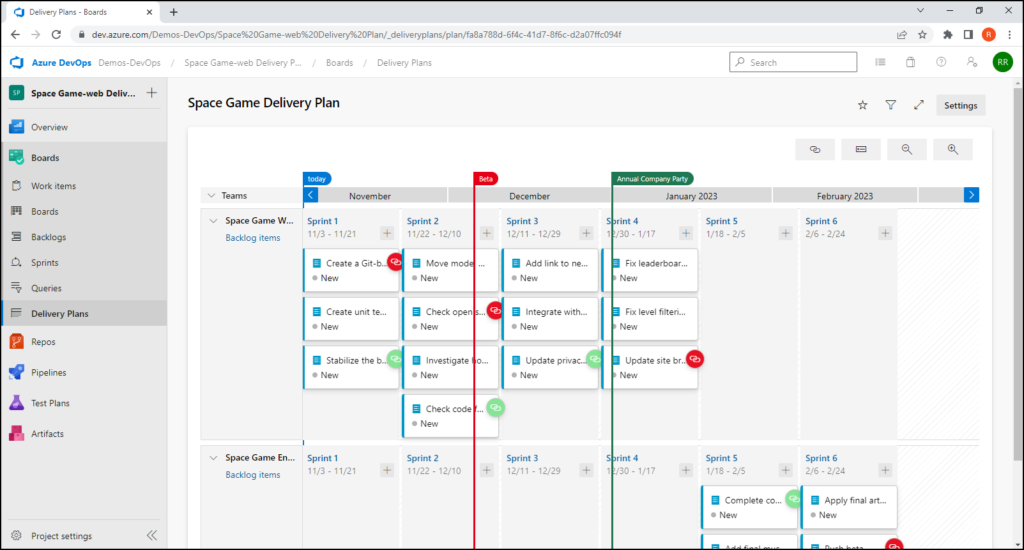 Delivery Plans - Boards
dev.azure.com/Demos-DevOps/Space%20Game-web%20Delivery%20Plan/_deliveryplans/plan/fa8a788d-6f4c-41d7-8f6c-d2a07ffc094f
R
Azure DevOps Demos-DevOps / Space Game-web Delivery P... / Boards / Delivery Plans
Search
RR
SP Space Game-web Deliv...
Overview
Boards
Work items
Boards
Backlogs
Sprints
Queries
Delivery Plans
Repos
Pipelines
Test Plans
Artifacts
Project settings
Space Game Delivery Plan
Settings
today Beta Annual Company Party
Teams November December January 2023 February 2023
Space Game W...
Backlog items
Sprint 1 Sprint 2 Sprint 3 Sprint 4 Sprint 5 Sprint 6
11/3 - 11/21 11/22 - 12/10 12/11 - 12/29 12/30 - 1/17 1/18 - 2/5 2/6 - 2/24
Create a Git-b... Move model ... Add link to ne... Fix leaderboar...
New New New New
Create unit te... Check open s... Integrate with... Fix level filterin...
New New New New
Stabilize the b... Investigate ho... Update privac... Update site br...
New New New New
Check code f...
New
Space Game En...
Backlog items
Sprint 1 Sprint 2 Sprint 3 Sprint 4 Sprint 5 Sprint 6
11/3 - 11/21 11/22 - 12/10 12/11 - 12/29 12/30 - 1/17 1/18 - 2/5 2/6 - 2/24
Complete co... Apply final art...
New New
Add final mus... Push beta